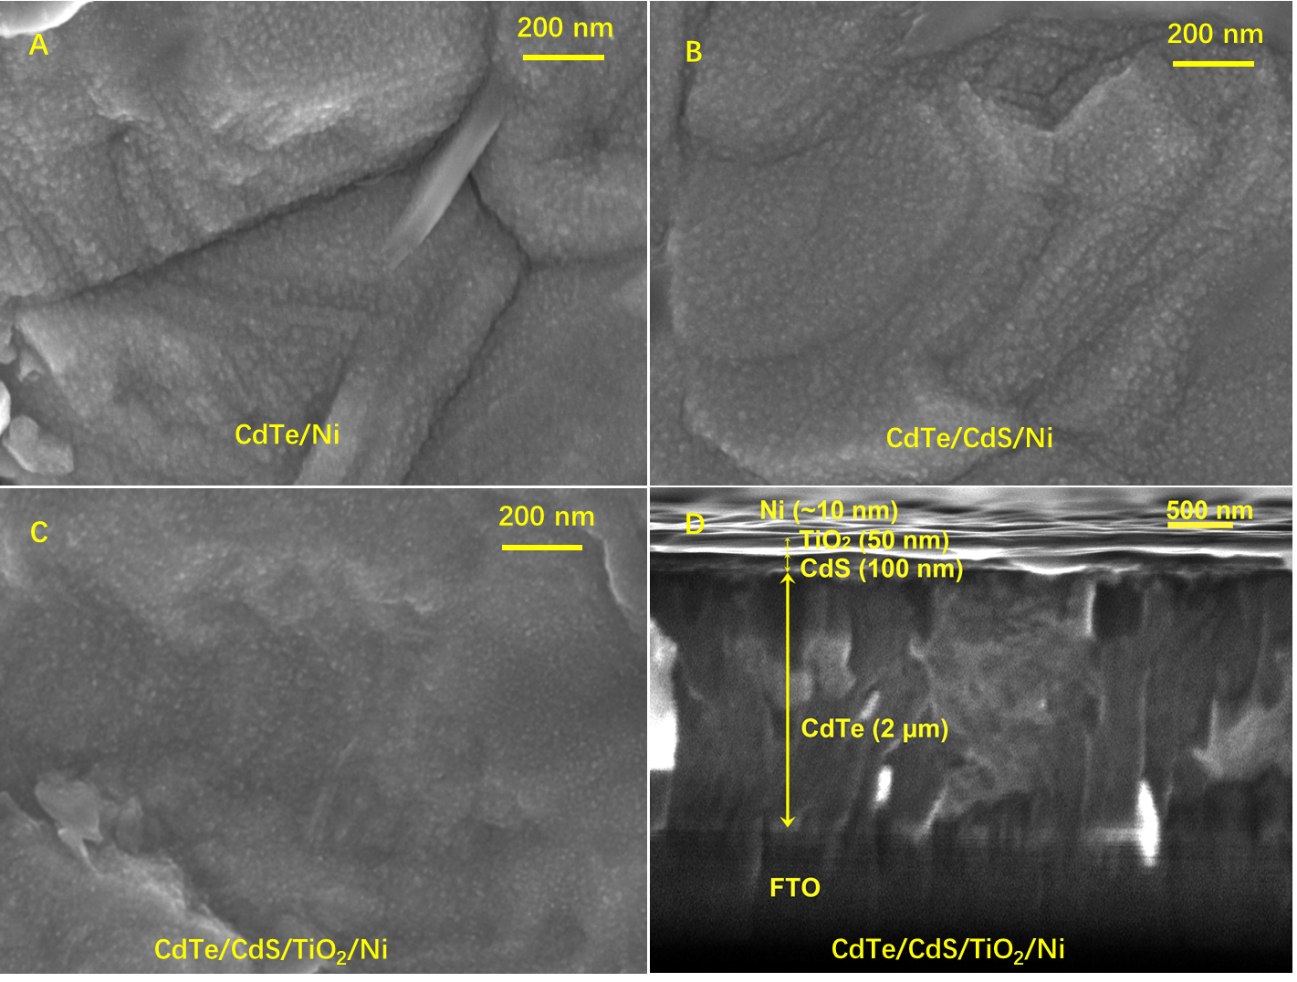 A
200 nm
CdTe/Ni
B
200 nm
CdTe/CdS/Ni
C
200 nm
CdTe/CdS/TiO₂/Ni
D
500 nm
Ni (~10 nm)
TiO₂ (50 nm)
CdS (100 nm)
CdTe (2 µm)
FTO
CdTe/CdS/TiO₂/Ni